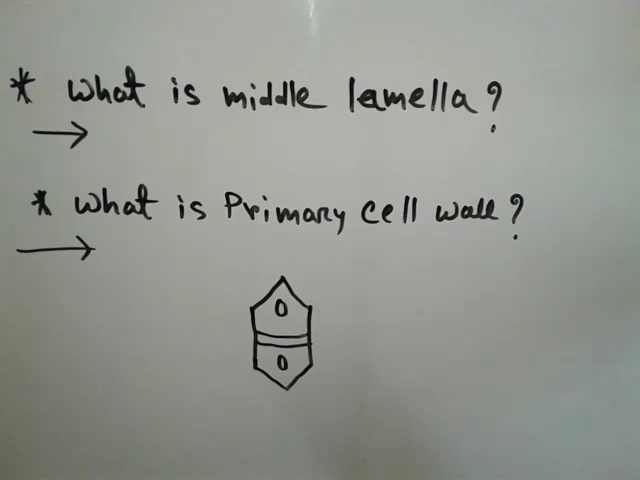 * What is middle lamella?
→
* What is Primary cell wall?
→